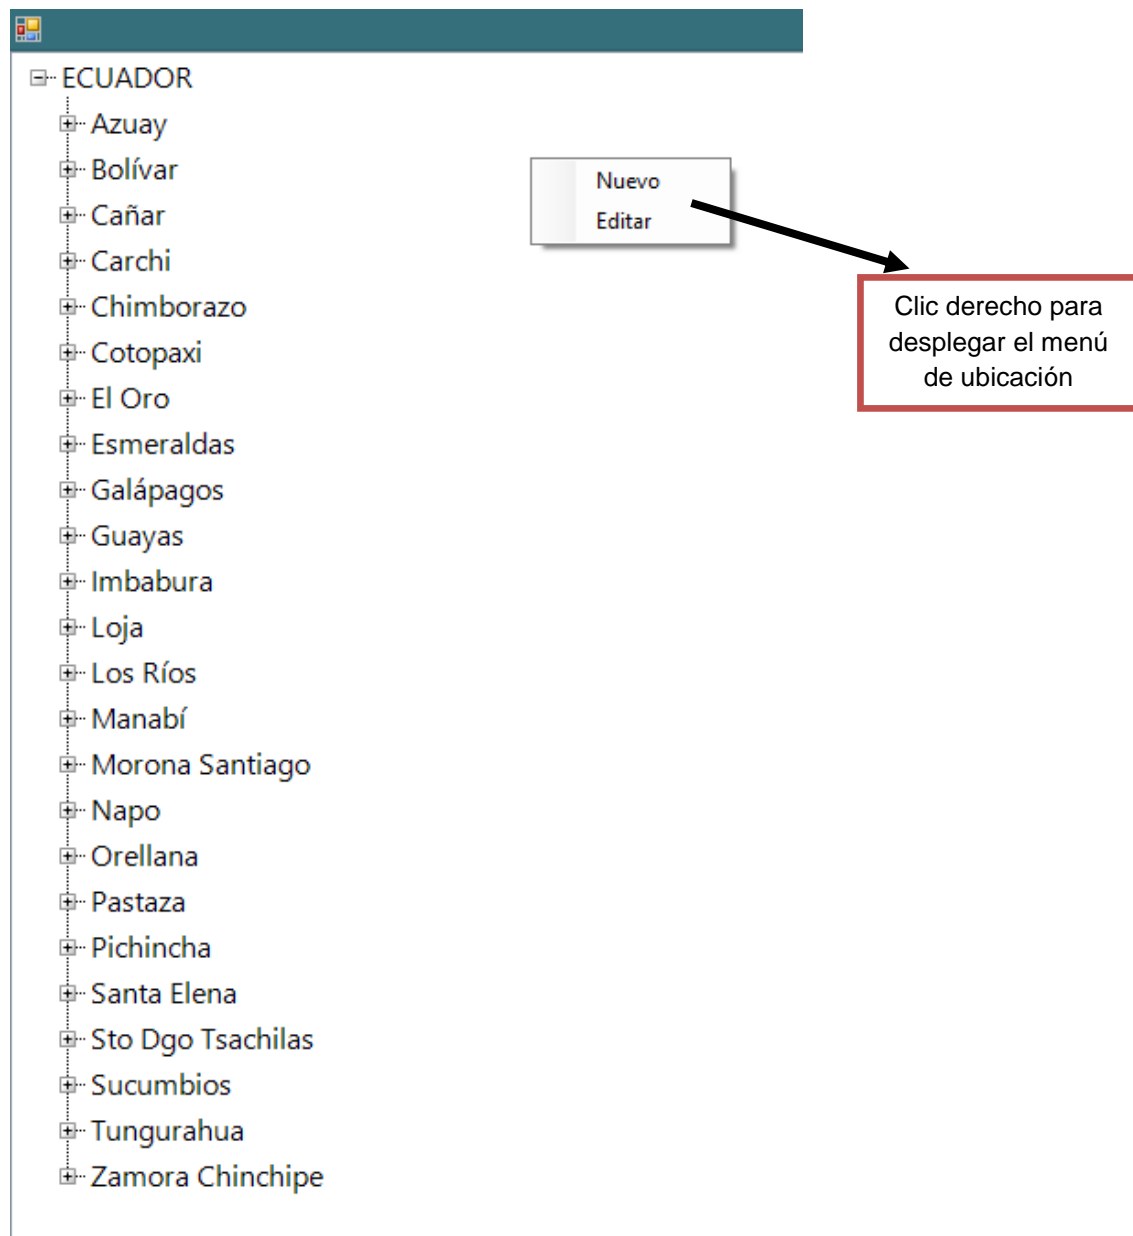 ECUADOR
Azuay
Bolívar
Cañar
Carchi
Chimborazo
Cotopaxi
El Oro
Esmeraldas
Galápagos
Guayas
Imbabura
Loja
Los Ríos
Manabí
Morona Santiago
Napo
Orellana
Pastaza
Pichincha
Santa Elena
Sto Dgo Tsachilas
Sucumbios
Tungurahua
Zamora Chinchipe
Nuevo
Editar
Clic derecho para
desplegar el menú
de ubicación